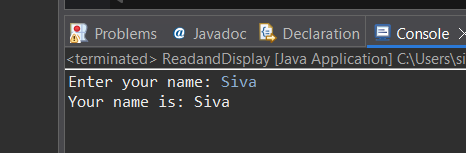 Problems @ Javadoc Declaration Console
<terminated> ReadandDisplay [Java Application] C:\Users\si
Enter your name: Siva
Your name is: Siva